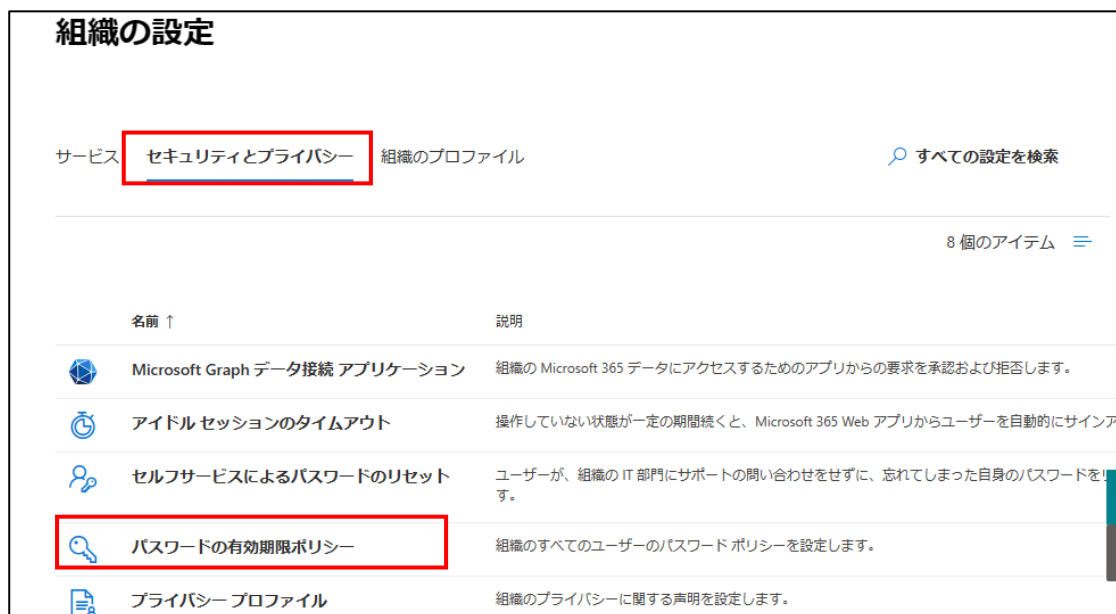 組織の設定
サービス セキュリティとプライバシー 組織のプロファイル すべての設定を検索
8 個のアイテム
名前 ↑ 説明
Microsoft Graph データ接続 アプリケーション 組織の Microsoft 365 データにアクセスするためのアプリからの要求を承認および拒否します。
アイドル セッションのタイムアウト 操作していない状態が一定の期間続くと、Microsoft 365 Web アプリからユーザーを自動的にサインア
セルフサービスによるパスワードのリセット ユーザーが、組織の IT 部門にサポートの問い合わせをせずに、忘れてしまった自身のパスワードを
す。
パスワードの有効期限ポリシー 組織のすべてのユーザーのパスワード ポリシーを設定します。
プライバシー プロファイル 組織のプライバシーに関する声明を設定します。